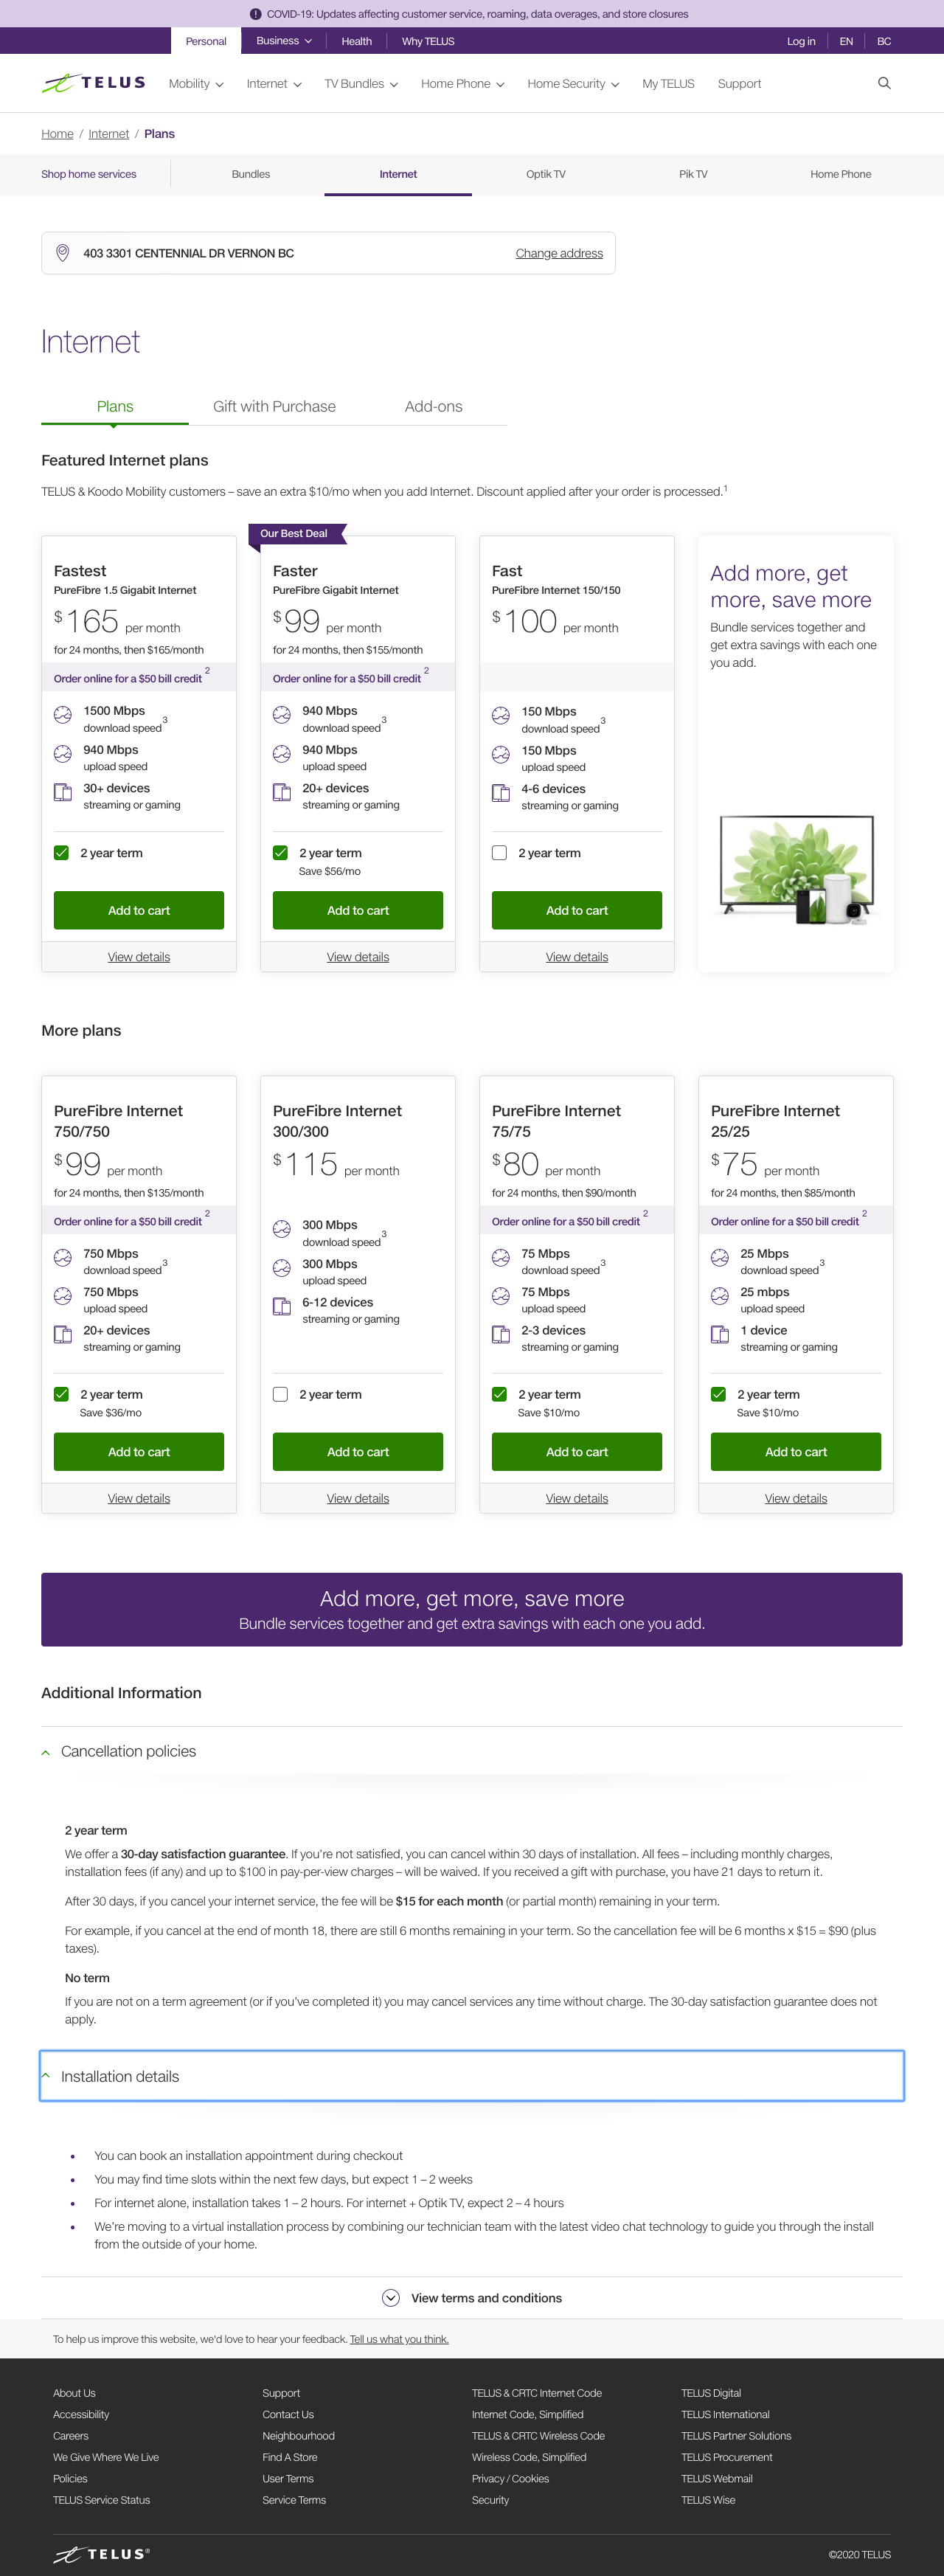 COVID-19: Updates affecting customer service, roaming, data overages, and store closures
Personal Business Health Why TELUS Log in EN BC
TELUS Mobility Internet TV Bundles Home Phone Home Security My TELUS Support
Home / Internet / Plans
Shop home services Bundles Internet Optik TV Pik TV Home Phone
403 3301 CENTENNIAL DR VERNON BC Change address
Internet
Plans Gift with Purchase Add-ons
Featured Internet plans
TELUS & Koodo Mobility customers – save an extra $10/mo when you add Internet. Discount applied after your order is processed.1
Fastest
PureFibre 1.5 Gigabit Internet
$165 per month
for 24 months, then $165/month
Order online for a $50 bill credit 2
1500 Mbps
download speed3
940 Mbps
upload speed
30+ devices
streaming or gaming
2 year term
Add to cart
View details
Our Best Deal
Faster
PureFibre Gigabit Internet
$99 per month
for 24 months, then $155/month
Order online for a $50 bill credit 2
940 Mbps
download speed3
940 Mbps
upload speed
20+ devices
streaming or gaming
2 year term
Save $56/mo
Add to cart
View details
Fast
PureFibre Internet 150/150
$100 per month
150 Mbps
download speed3
150 Mbps
upload speed
4-6 devices
streaming or gaming
2 year term
Add to cart
View details
Add more, get
more, save more
Bundle services together and
get extra savings with each one
you add.
More plans
PureFibre Internet
750/750
$99 per month
for 24 months, then $135/month
Order online for a $50 bill credit 2
750 Mbps
download speed3
750 Mbps
upload speed
20+ devices
streaming or gaming
2 year term
Save $36/mo
Add to cart
View details
PureFibre Internet
300/300
$115 per month
300 Mbps
download speed3
300 Mbps
upload speed
6-12 devices
streaming or gaming
2 year term
Add to cart
View details
PureFibre Internet
75/75
$80 per month
for 24 months, then $90/month
Order online for a $50 bill credit 2
75 Mbps
download speed3
75 Mbps
upload speed
2-3 devices
streaming or gaming
2 year term
Save $10/mo
Add to cart
View details
PureFibre Internet
25/25
$75 per month
for 24 months, then $85/month
Order online for a $50 bill credit 2
25 Mbps
download speed3
25 mbps
upload speed
1 device
streaming or gaming
2 year term
Save $10/mo
Add to cart
View details
Add more, get more, save more
Bundle services together and get extra savings with each one you add.
Additional Information
Cancellation policies
2 year term
We offer a 30-day satisfaction guarantee. If you're not satisfied, you can cancel within 30 days of installation. All fees – including monthly charges,
installation fees (if any) and up to $100 in pay-per-view charges – will be waived. If you received a gift with purchase, you have 21 days to return it.
After 30 days, if you cancel your internet service, the fee will be $15 for each month (or partial month) remaining in your term.
For example, if you cancel at the end of month 18, there are still 6 months remaining in your term. So the cancellation fee will be 6 months x $15 = $90 (plus
taxes).
No term
If you are not on a term agreement (or if you've completed it) you may cancel services any time without charge. The 30-day satisfaction guarantee does not
apply.
Installation details
• You can book an installation appointment during checkout
• You may find time slots within the next few days, but expect 1 – 2 weeks
• For internet alone, installation takes 1 – 2 hours. For internet + Optik TV, expect 2 – 4 hours
• We're moving to a virtual installation process by combining our technician team with the latest video chat technology to guide you through the install
from the outside of your home.
View terms and conditions
To help us improve this website, we'd love to hear your feedback. Tell us what you think.
About Us Support TELUS & CRTC Internet Code TELUS Digital
Accessibility Contact Us Internet Code, Simplified TELUS International
Careers Neighbourhood TELUS & CRTC Wireless Code TELUS Partner Solutions
We Give Where We Live Find A Store Wireless Code, Simplified TELUS Procurement
Policies User Terms Privacy / Cookies TELUS Webmail
TELUS Service Status Service Terms Security TELUS Wise
TELUS® ©2020 TELUS